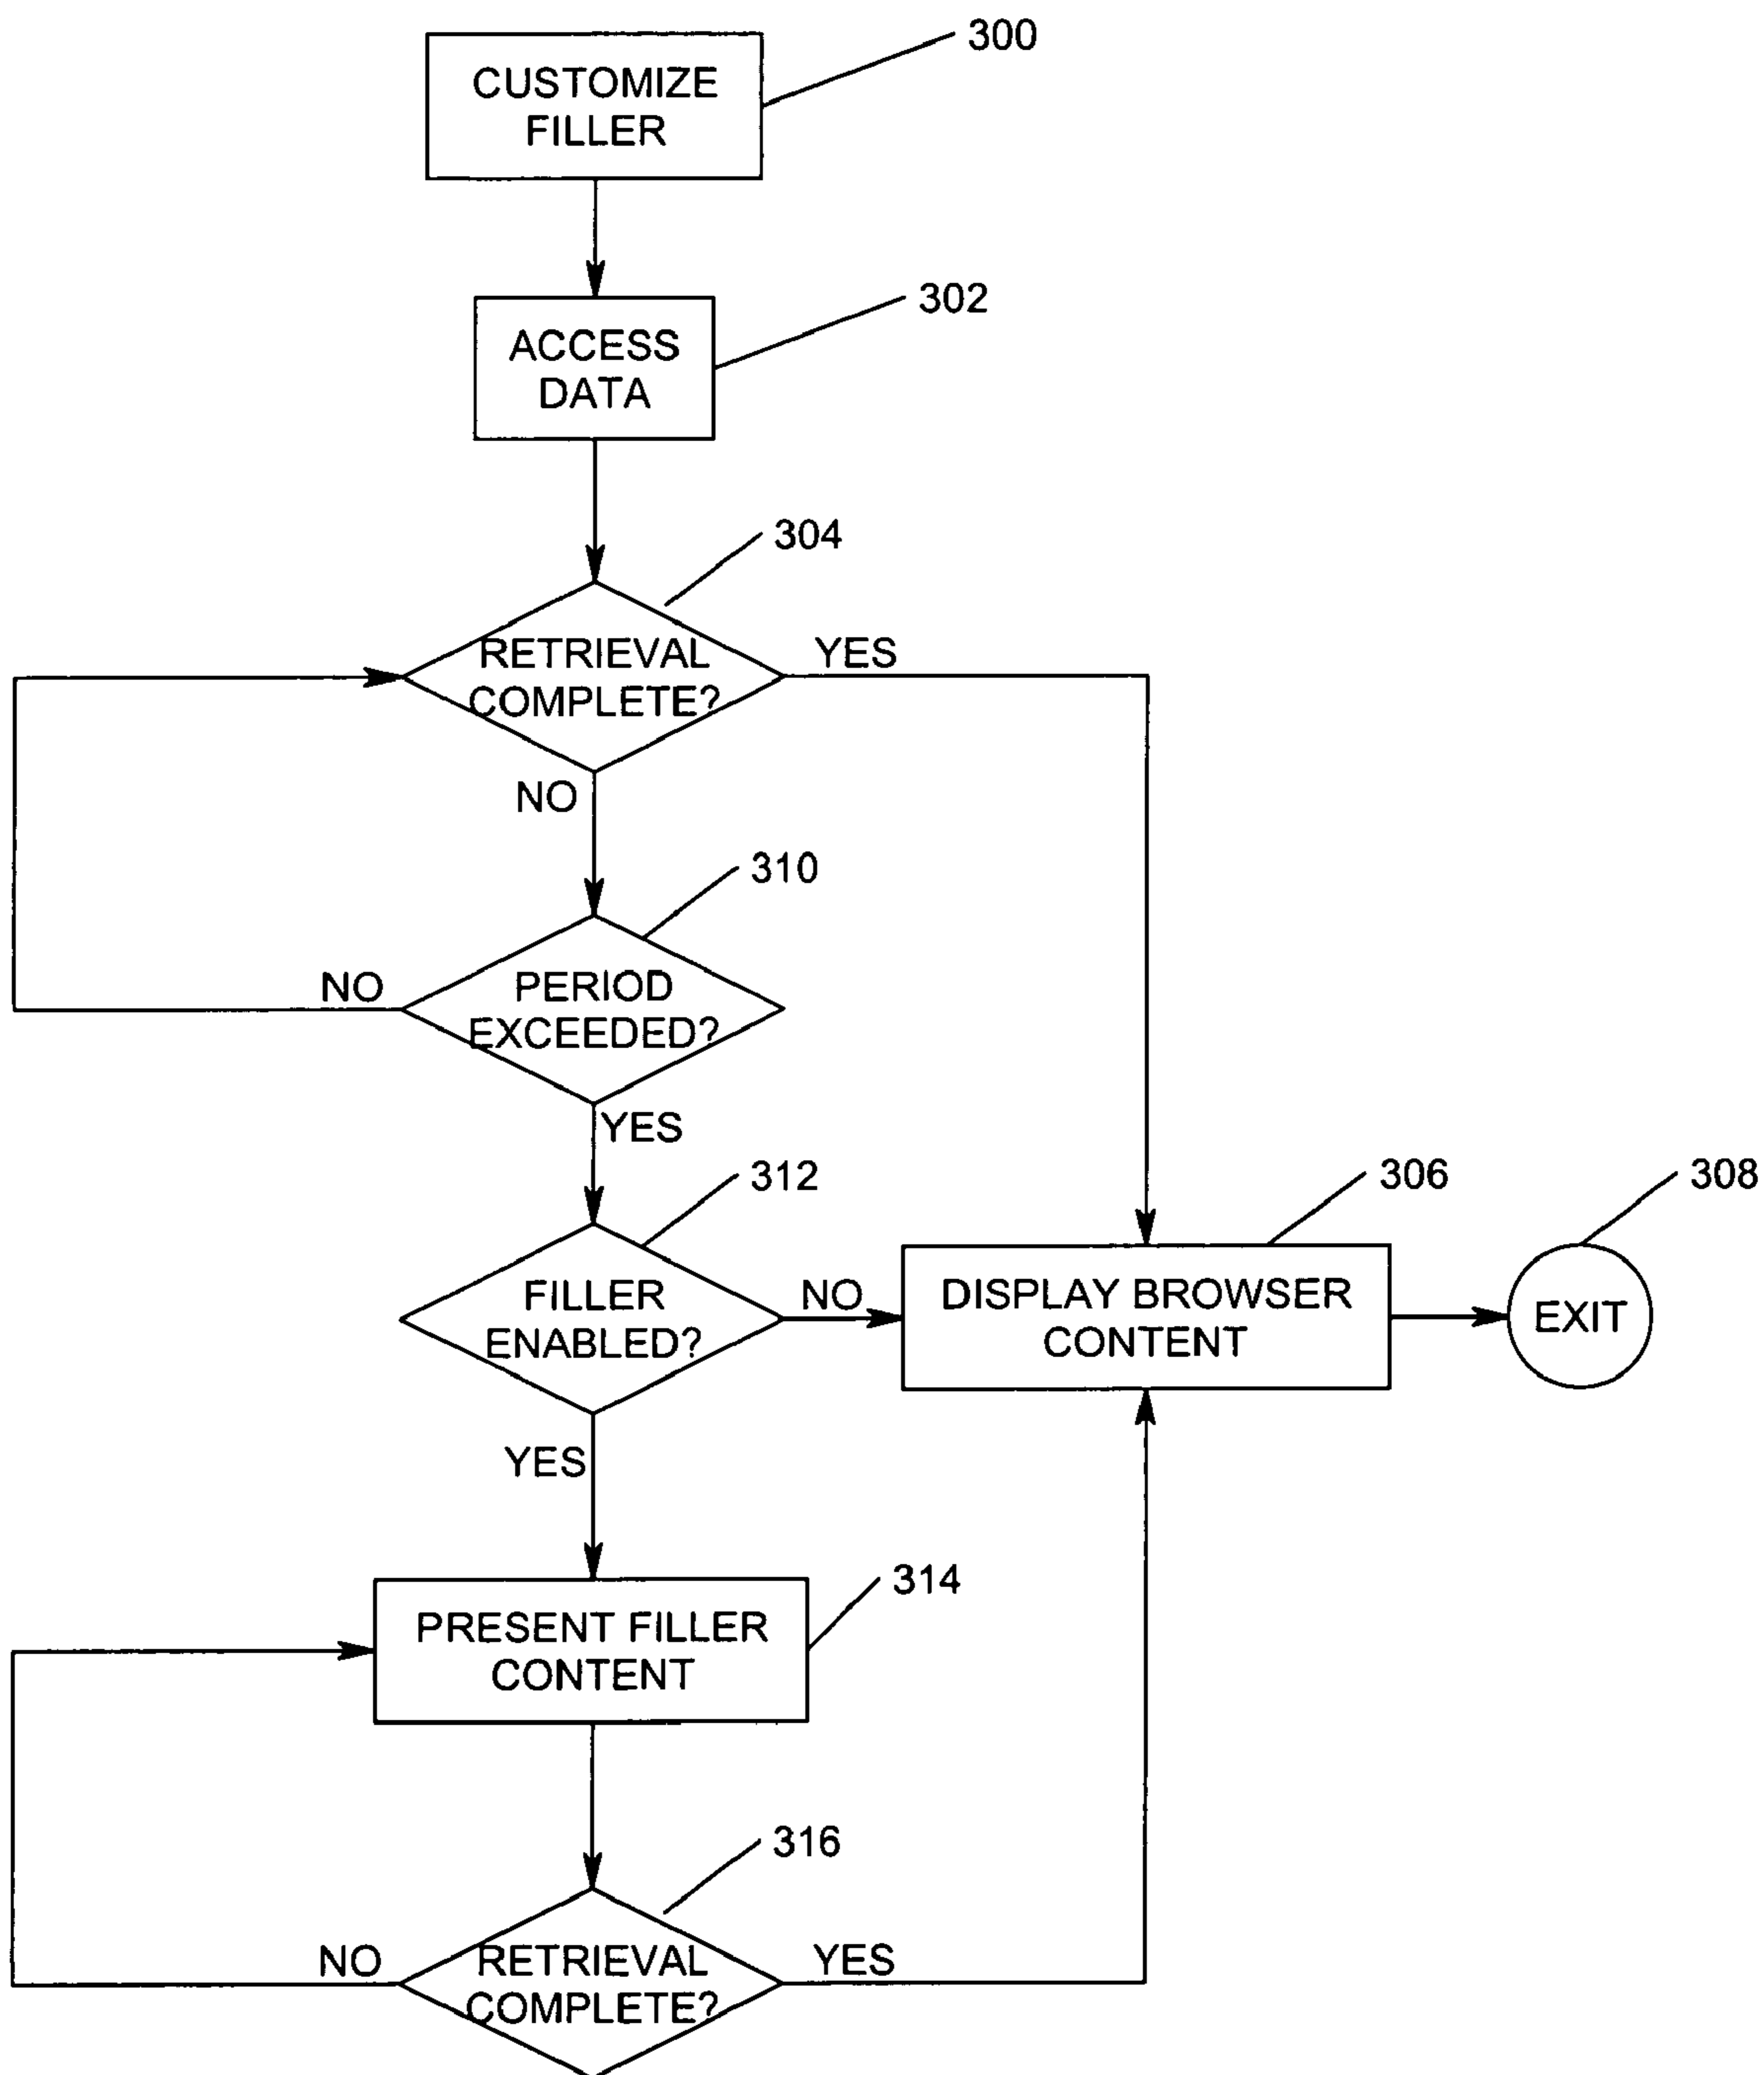 300
CUSTOMIZE
FILLER
302
ACCESS
DATA
304
RETRIEVAL
COMPLETE?
YES
NO
310
PERIOD
EXCEEDED?
NO
YES
312
306
308
FILLER
ENABLED?
NO
DISPLAY BROWSER
CONTENT
EXIT
YES
314
PRESENT FILLER
CONTENT
316
RETRIEVAL
COMPLETE?
NO
YES